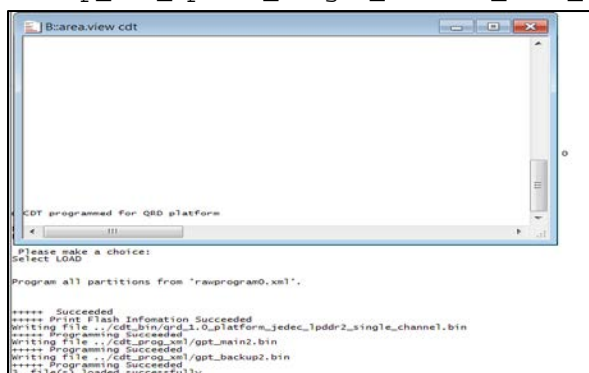 B::area.view cdt
CDT programmed for QRD platform
Please make a choice:
Select LOAD
Program all partitions from 'rawprogram0.xml'.
+++++ Succeeded
+++++ Print Flash Infomation Succeeded
Writing file ../cdt_bin/qrd_1.0_platform_jedec_lpddr2_single_channel.bin
+++++ Programming Succeeded
Writing file ../cdt_prog_xml/gpt_main2.bin
+++++ Programming Succeeded
Writing file ../cdt_prog_xml/gpt_backup2.bin
+++++ Programming Succeeded
3 file(s) loaded successfully